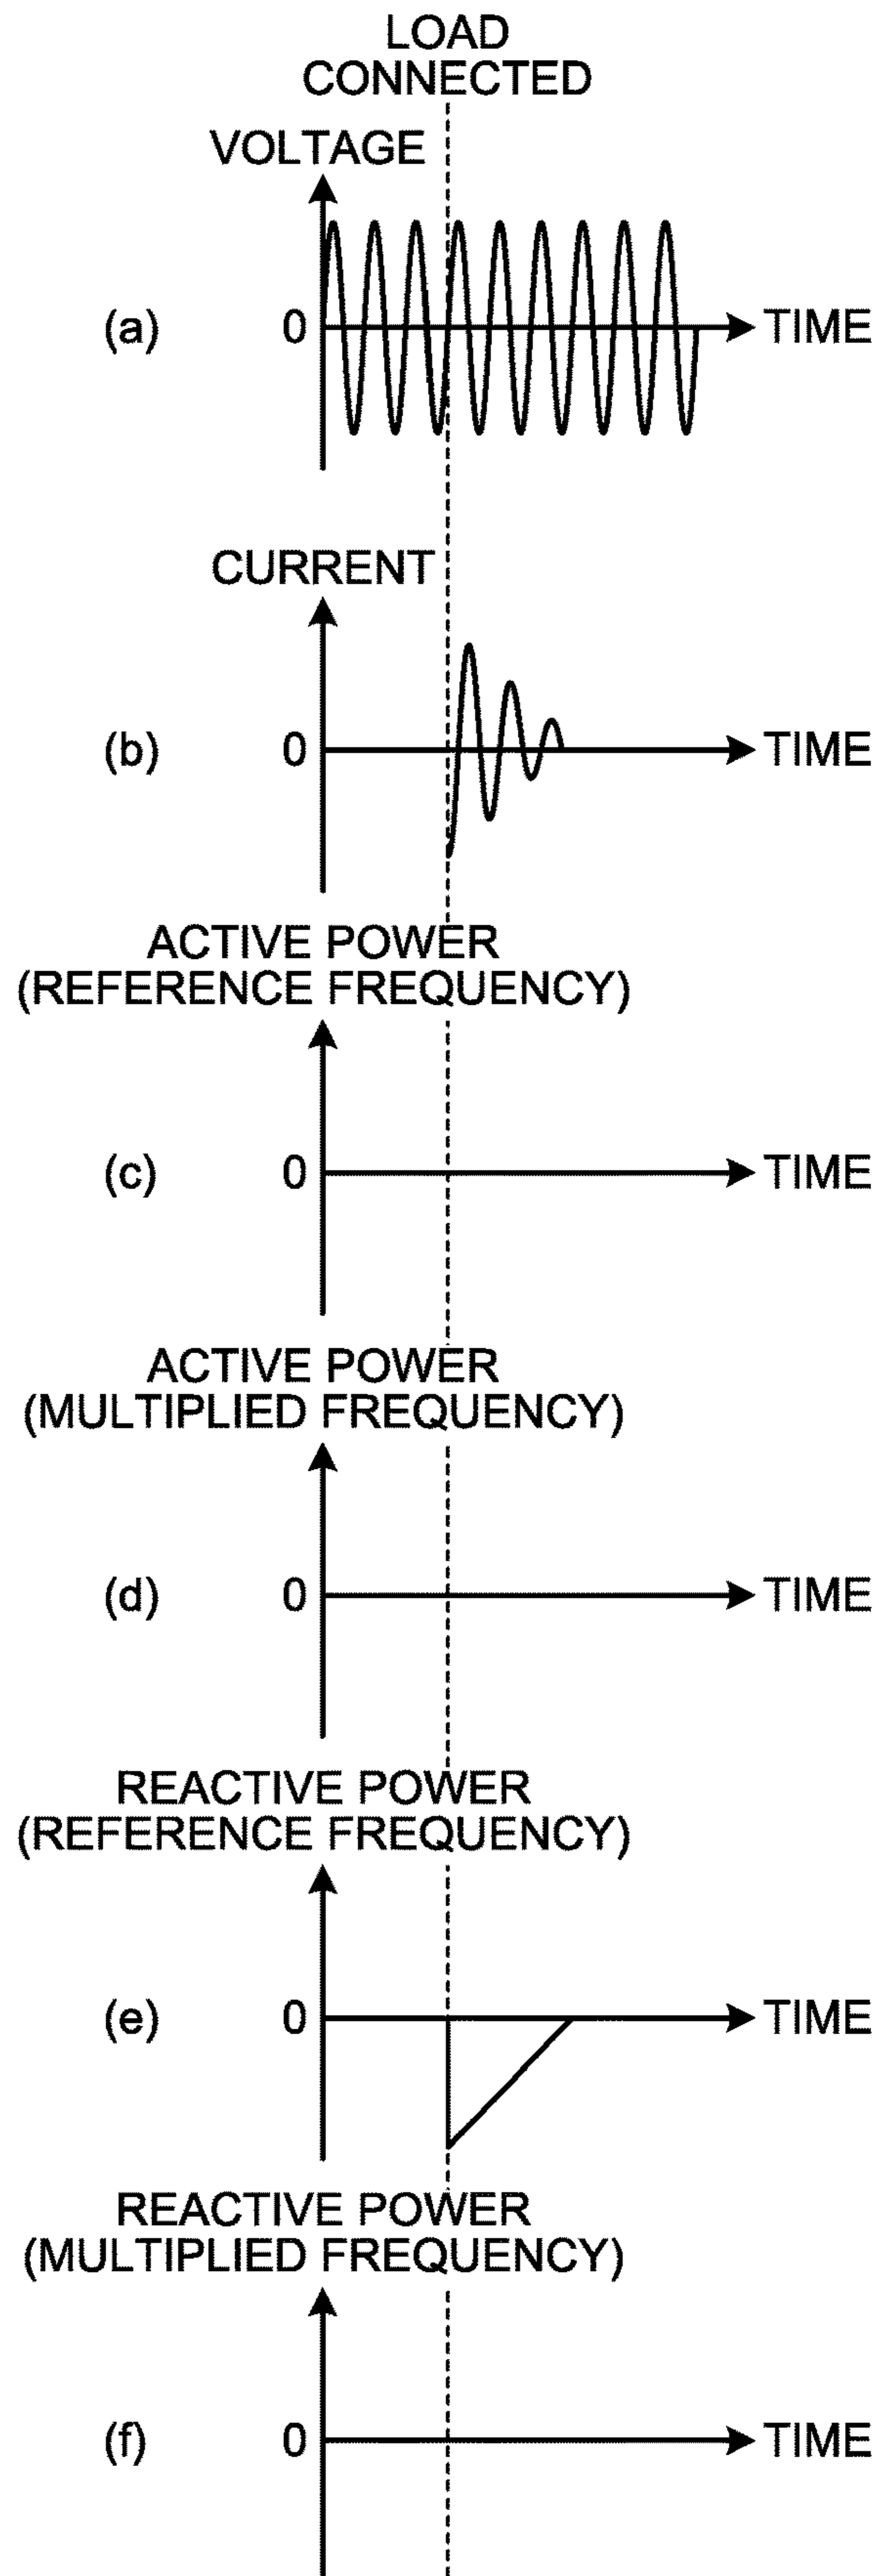 LOAD
CONNECTED
VOLTAGE
(a)
0
TIME
CURRENT
(b)
0
TIME
ACTIVE POWER
(REFERENCE FREQUENCY)
(c)
0
TIME
ACTIVE POWER
(MULTIPLIED FREQUENCY)
(d)
0
TIME
REACTIVE POWER
(REFERENCE FREQUENCY)
(e)
0
TIME
REACTIVE POWER
(MULTIPLIED FREQUENCY)
(f)
0
TIME